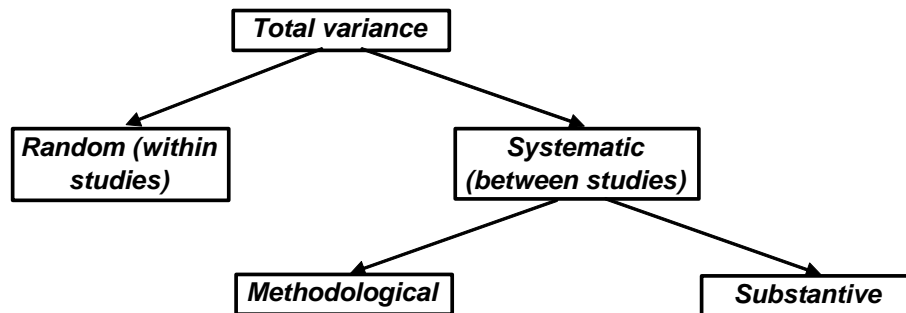 Total variance
Random (within
studies)
Systematic
(between studies)
Methodological
Substantive